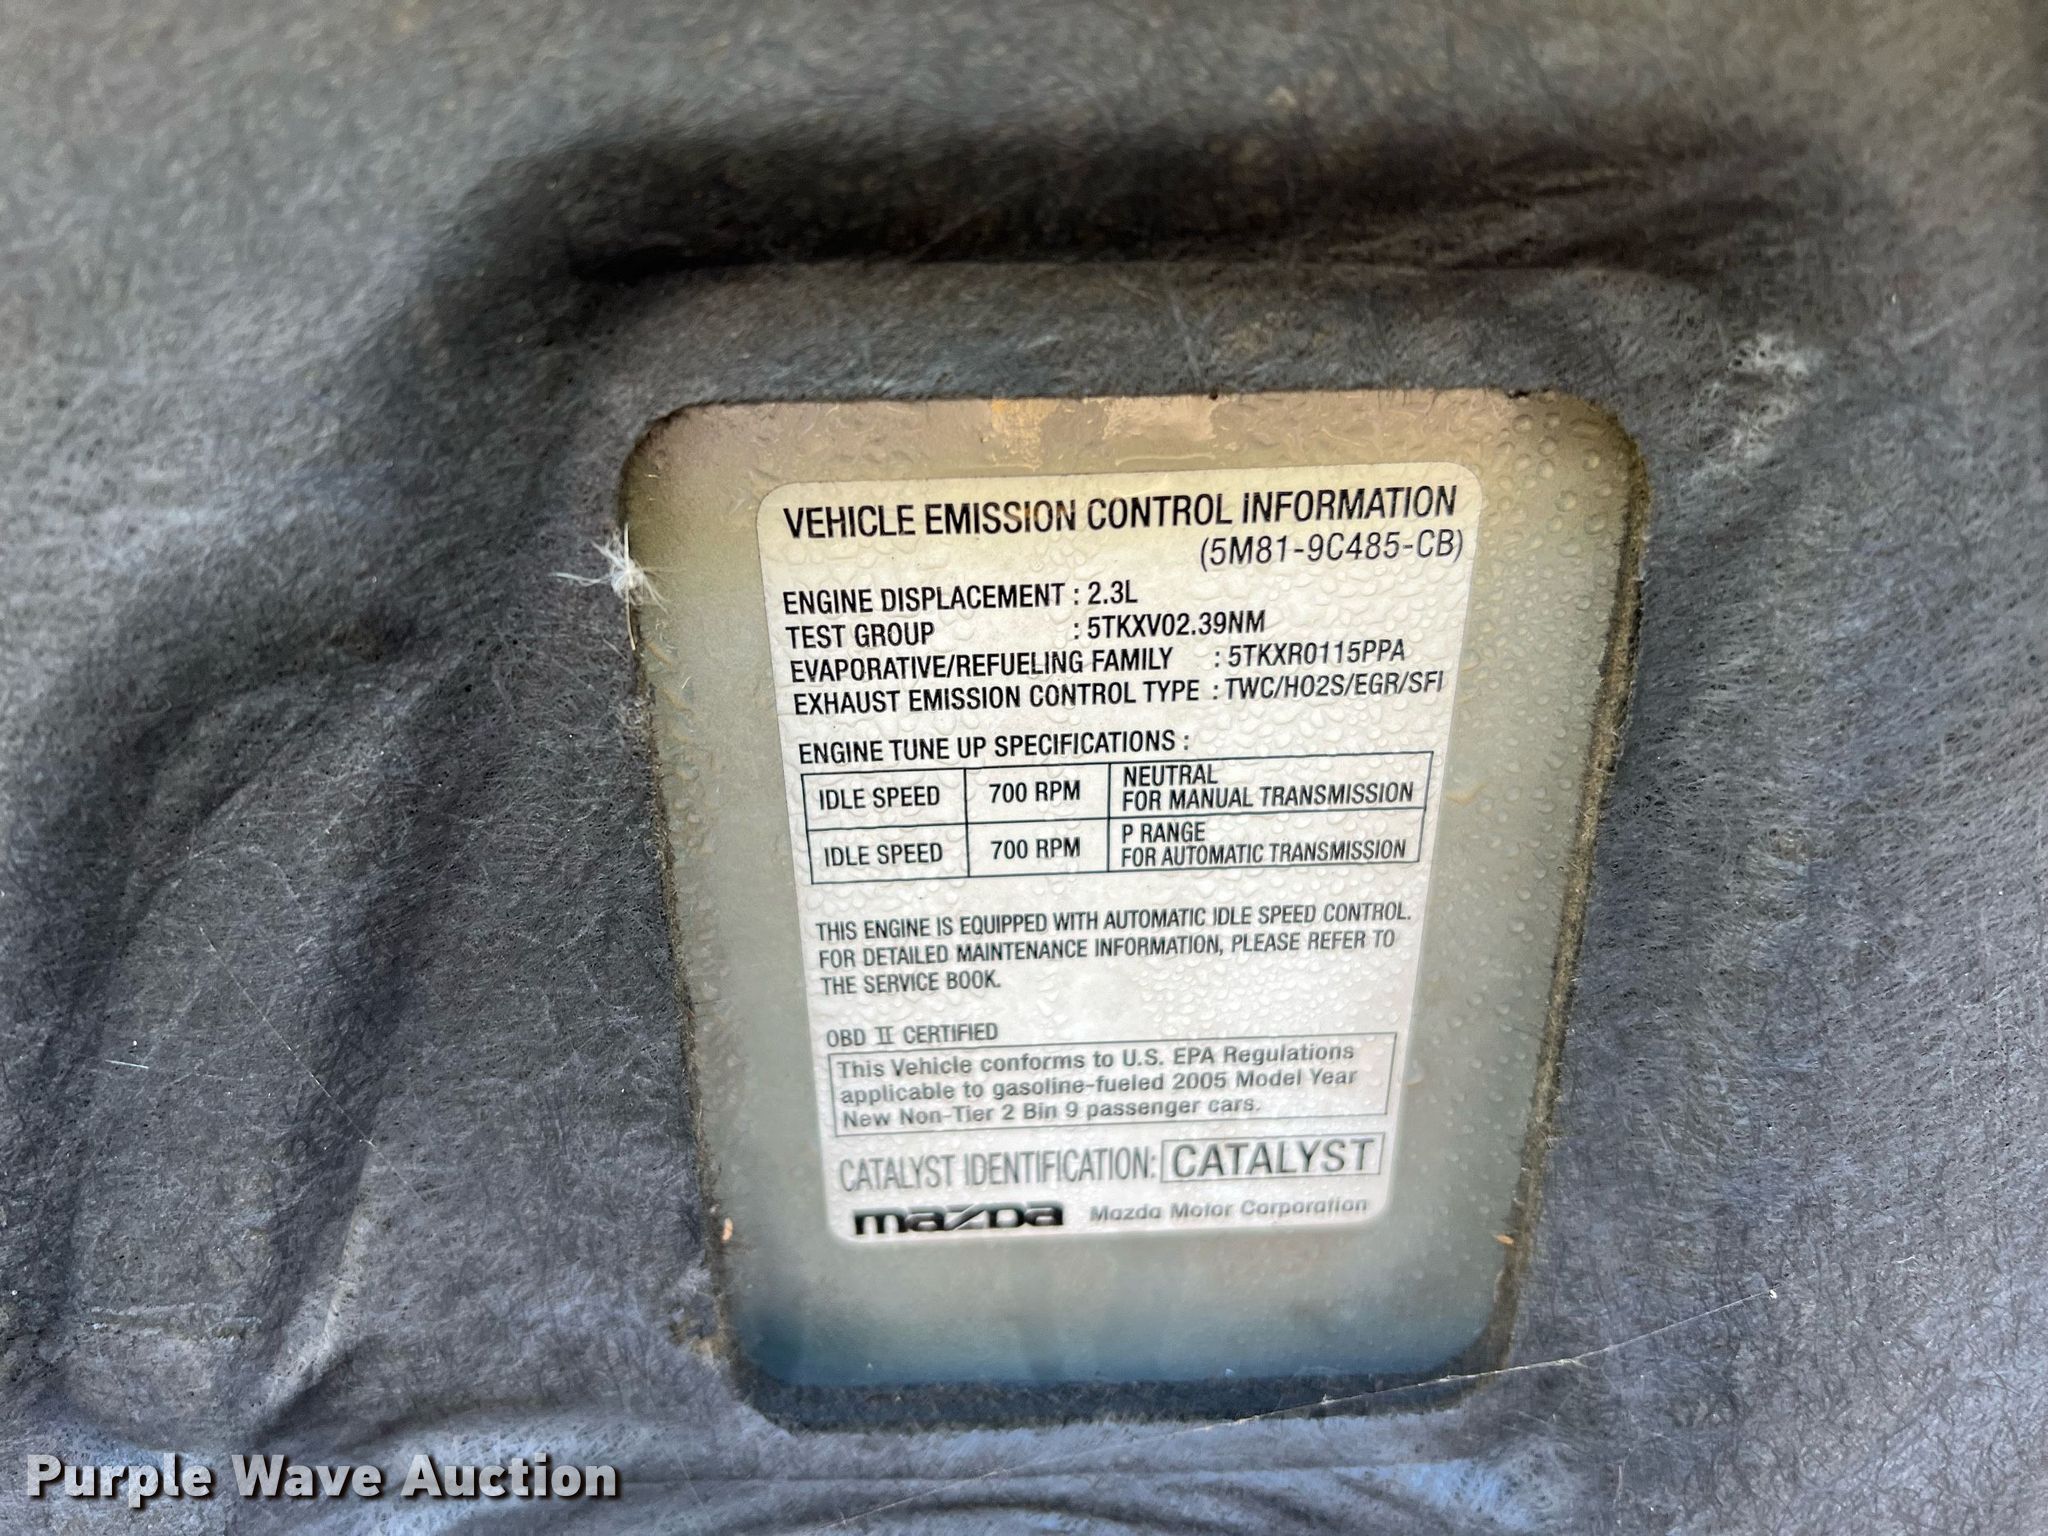 VEHICLE EMISSION CONTROL INFORMATION
(5M81-9C485-CB)
ENGINE DISPLACEMENT : 2.3L
TEST GROUP : 5TKXV02.39NM
EVAPORATIVE/REFUELING FAMILY : 5TKXR0115PPA
EXHAUST EMISSION CONTROL TYPE : TWC/HO2S/EGR/SFI
ENGINE TUNE UP SPECIFICATIONS :
IDLE SPEED 700 RPM NEUTRAL
FOR MANUAL TRANSMISSION
IDLE SPEED 700 RPM P RANGE
FOR AUTOMATIC TRANSMISSION
THIS ENGINE IS EQUIPPED WITH AUTOMATIC IDLE SPEED CONTROL.
FOR DETAILED MAINTENANCE INFORMATION, PLEASE REFER TO
THE SERVICE BOOK.
OBD II CERTIFIED
This Vehicle conforms to U.S. EPA Regulations
applicable to gasoline-fueled 2005 Model Year
New Non-Tier 2 Bin 9 passenger cars.
CATALYST IDENTIFICATION: CATALYST
mazda Mazda Motor Corporation
Purple Wave Auction